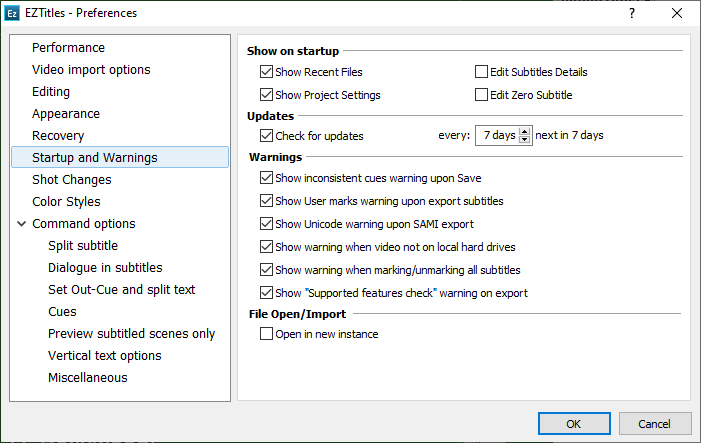 Ez EZTitles - Preferences
Performance
Video import options
Editing
Appearance
Recovery
Startup and Warnings
Shot Changes
Color Styles
Command options
Split subtitle
Dialogue in subtitles
Set Out-Cue and split text
Cues
Preview subtitled scenes only
Vertical text options
Miscellaneous
Show on startup
Show Recent Files Edit Subtitles Details
Show Project Settings Edit Zero Subtitle
Updates
Check for updates every: 7 days next in 7 days
Warnings
Show inconsistent cues warning upon Save
Show User marks warning upon export subtitles
Show Unicode warning upon SAMI export
Show warning when video not on local hard drives
Show warning when marking/unmarking all subtitles
Show "Supported features check" warning on export
File Open/Import
Open in new instance
OK Cancel